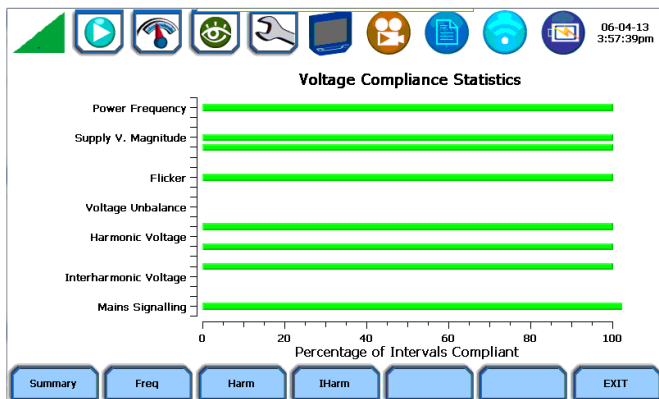 06-04-13
3:57:39pm
Voltage Compliance Statistics
Power Frequency
Supply V. Magnitude
Flicker
Voltage Unbalance
Harmonic Voltage
Interharmonic Voltage
Mains Signalling
0 20 40 60 80 100
Percentage of Intervals Compliant
Summary Freq Harm IHarm EXIT